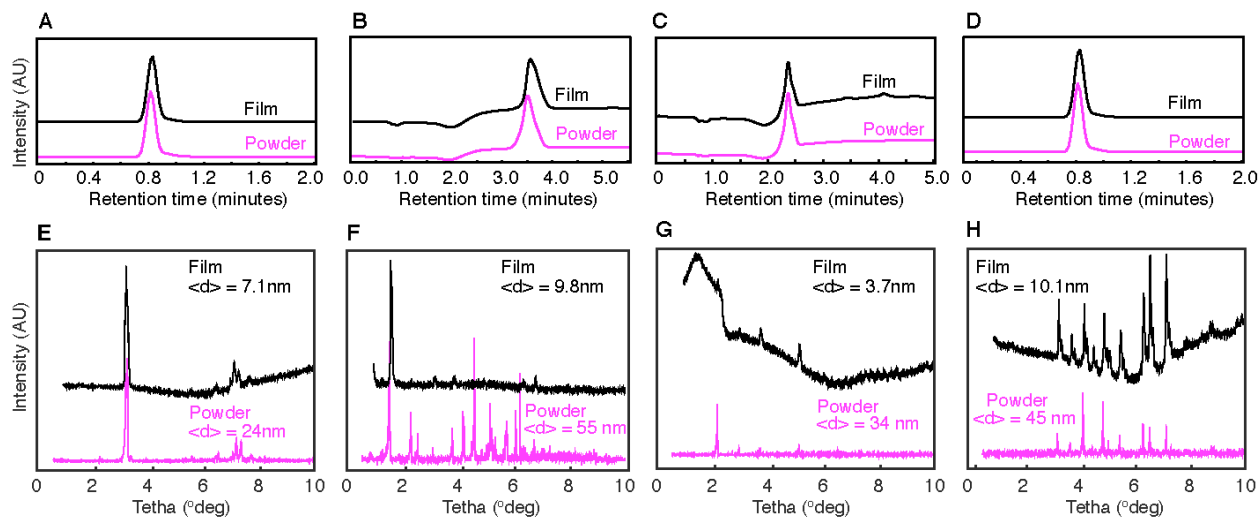 A
B
C
D
Intensity (AU)
Film
Powder
Film
Powder
Film
Powder
Film
Powder
0 0.4 0.8 1.2 1.6 2.0
0 1.0 2.0 3.0 4.0 5.0
0 1.0 2.0 3.0 4.0 5.0
0 0.4 0.8 1.2 1.6 2.0
Retention time (minutes)
Retention time (minutes)
Retention time (minutes)
Retention time (minutes)
E
F
G
H
Intensity (AU)
Film
<d> = 7.1nm
Powder
<d> = 24nm
Film
<d> = 9.8nm
Powder
<d> = 55 nm
Film
<d> = 3.7nm
Powder
<d> = 34 nm
Film
<d> = 10.1nm
Powder
<d> = 45 nm
0 2 4 6 8 10
0 2 4 6 8 10
0 2 4 6 8 10
0 2 4 6 8 10
Tetha (°deg)
Tetha (°deg)
Tetha (°deg)
Tetha (°deg)